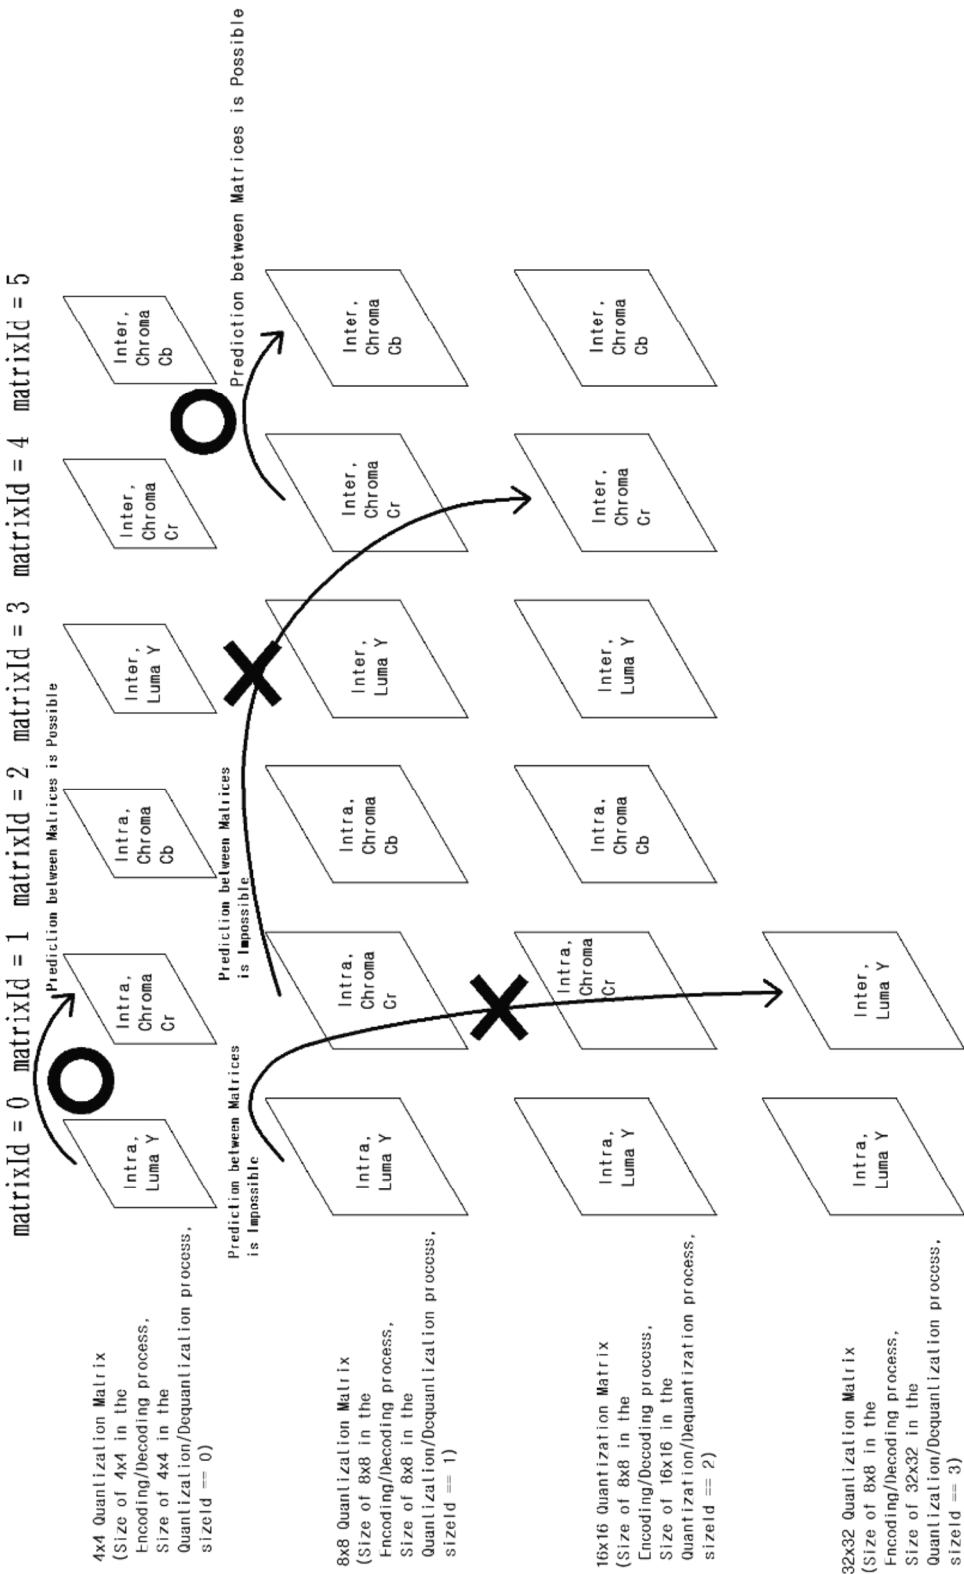 matrixId = 0 matrixId = 1 matrixId = 2 matrixId = 3 matrixId = 4 matrixId = 5
Prediction between Matrices is Possible
4x4 Quantization Matrix
(Size of 4x4 in the
Encoding/Decoding process,
Size of 4x4 in the
Quantization/Dequantization process,
sizeId == 0)
Intra,
Luma Y
Intra,
Chroma
Cr
Intra,
Chroma
Cb
Inter,
Luma Y
Inter,
Chroma
Cr
Inter,
Chroma
Cb
Prediction between Matrices
is Impossible
Prediction between Matrices
is Impossible
Prediction between Matrices is Possible
8x8 Quantization Matrix
(Size of 8x8 in the
Encoding/Decoding process,
Size of 8x8 in the
Quantization/Dequantization process,
sizeId == 1)
Intra,
Luma Y
Intra,
Chroma
Cr
Intra,
Chroma
Cb
Inter,
Luma Y
Inter,
Chroma
Cr
Inter,
Chroma
Cb
16x16 Quantization Matrix
(Size of 8x8 in the
Encoding/Decoding process,
Size of 16x16 in the
Quantization/Dequantization process,
sizeId == 2)
Intra,
Luma Y
Intra,
Chroma
Cr
Intra,
Chroma
Cb
Inter,
Luma Y
Inter,
Chroma
Cr
Inter,
Chroma
Cb
32x32 Quantization Matrix
(Size of 8x8 in the
Encoding/Decoding process,
Size of 32x32 in the
Quantization/Dequantization process,
sizeId == 3)
Intra,
Luma Y
Inter,
Luma Y